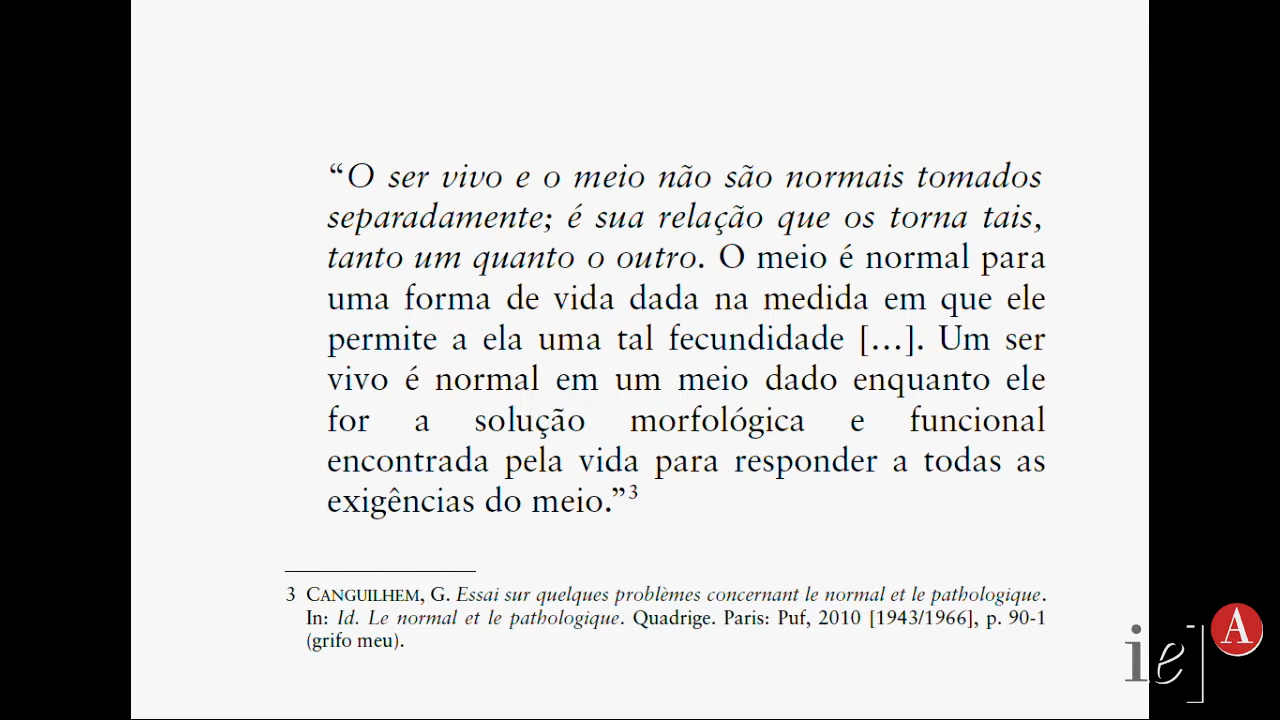 “O ser vivo e o meio não são normais tomados
separadamente; é sua relação que os torna tais,
tanto um quanto o outro. O meio é normal para
uma forma de vida dada na medida em que ele
permite a ela uma tal fecundidade [...]. Um ser
vivo é normal em um meio dado enquanto ele
for a solução morfológica e funcional
encontrada pela vida para responder a todas as
exigências do meio.”3
3 CANGUILHEM, G. Essai sur quelques problèmes concernant le normal et le pathologique.
In: Id. Le normal et le pathologique. Quadrige. Paris: Puf, 2010 [1943/1966], p. 90-1
(grifo meu).
ie] A